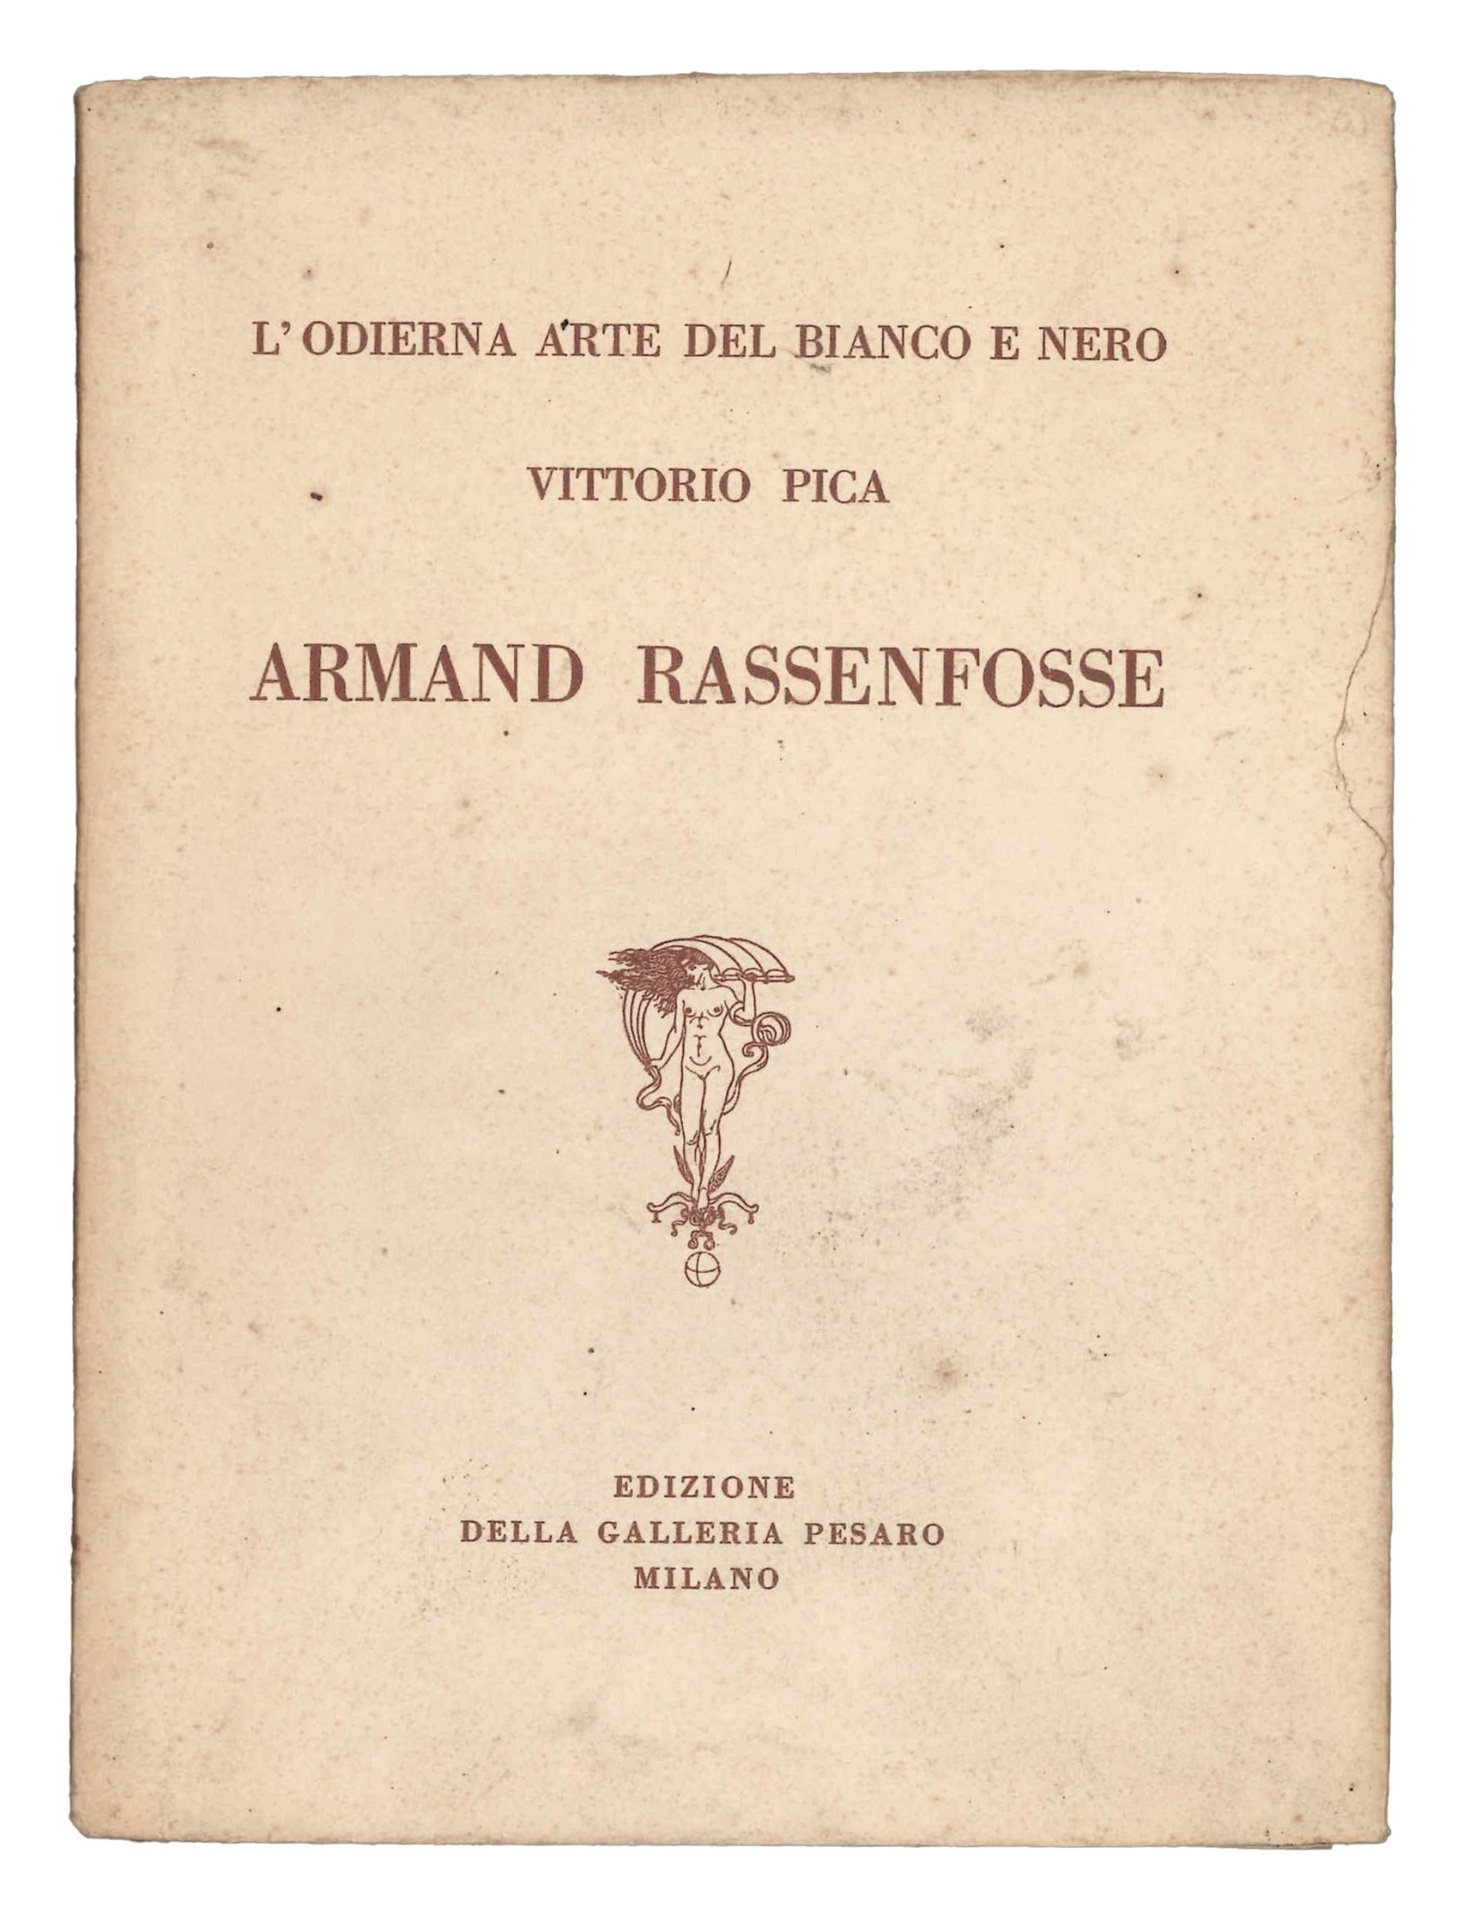 L'ODIERNA ARTE DEL BIANCO E NERO
VITTORIO PICA
ARMAND RASSENFOSSE
EDIZIONE
DELLA GALLERIA PESARO
MILANO